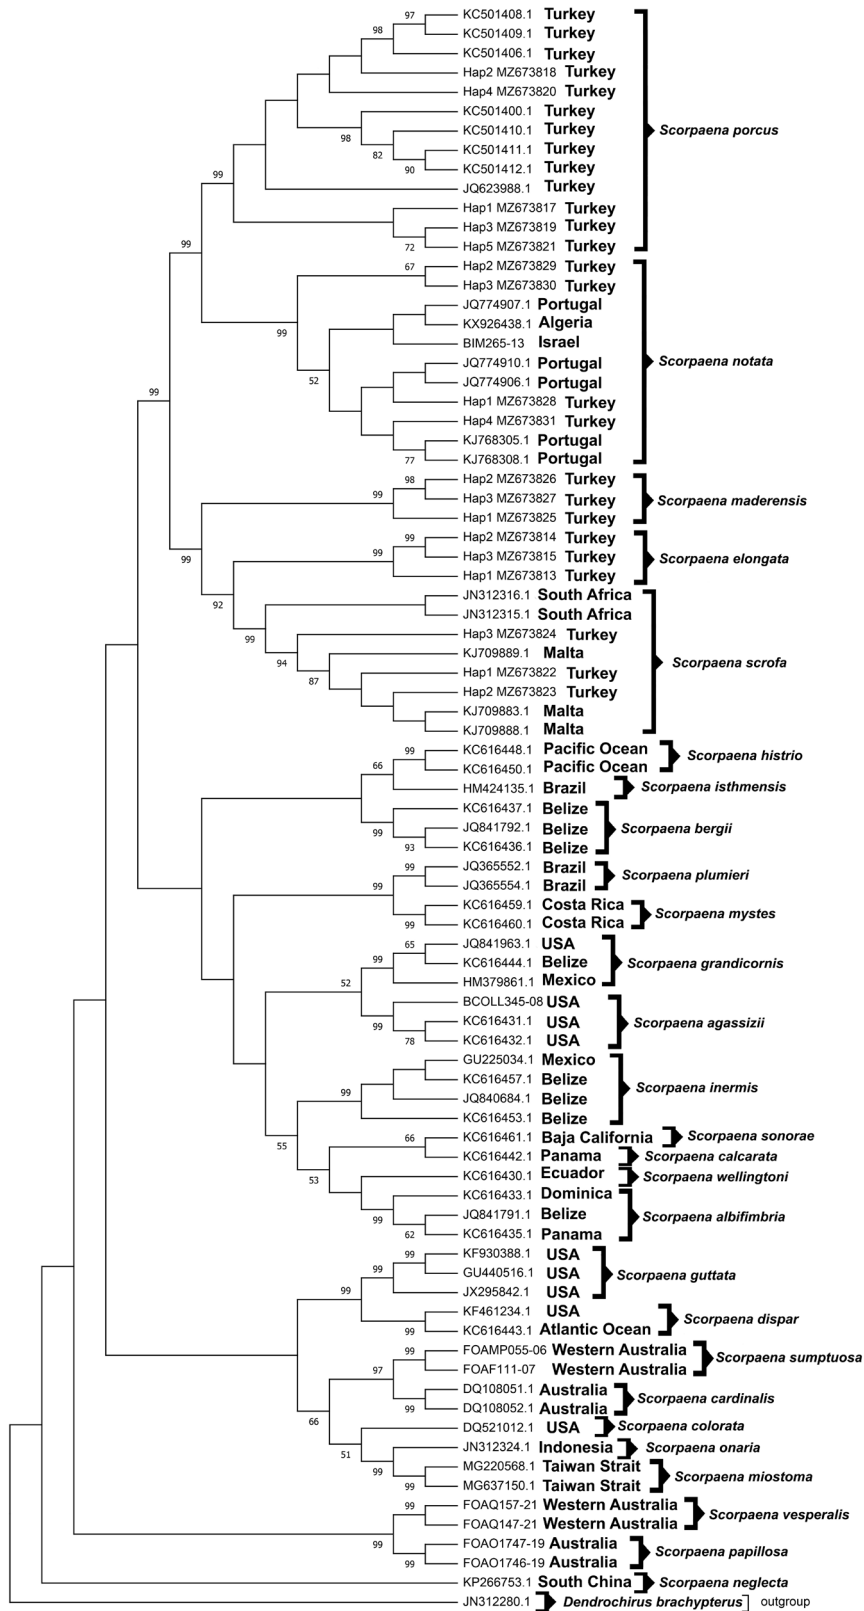 97
KC501408.1 Turkey
98
KC501409.1 Turkey
KC501406.1 Turkey
Hap2 MZ673818 Turkey
Hap4 MZ673820 Turkey
KC501400.1 Turkey
98
KC501410.1 Turkey
Scorpaena porcus
82
KC501411.1 Turkey
90
KC501412.1 Turkey
99
JQ623988.1 Turkey
Hap1 MZ673817 Turkey
Hap3 MZ673819 Turkey
99
72
Hap5 MZ673821 Turkey
67
Hap2 MZ673829 Turkey
Hap3 MZ673830 Turkey
JQ774907.1 Portugal
99
KX926438.1 Algeria
BIM265-13 Israel
Scorpaena notata
JQ774910.1 Portugal
52
JQ774906.1 Portugal
99
Hap1 MZ673828 Turkey
Hap4 MZ673831 Turkey
KJ768305.1 Portugal
77
KJ768308.1 Portugal
98
Hap2 MZ673826 Turkey
99
Hap3 MZ673827 Turkey
Scorpaena maderensis
Hap1 MZ673825 Turkey
99
Hap2 MZ673814 Turkey
99
99
Hap3 MZ673815 Turkey
Scorpaena elongata
Hap1 MZ673813 Turkey
92
JN312316.1 South Africa
JN312315.1 South Africa
99
Hap3 MZ673824 Turkey
94
KJ709889.1 Malta
Scorpaena scrofa
87
Hap1 MZ673822 Turkey
Hap2 MZ673823 Turkey
KJ709883.1 Malta
KJ709888.1 Malta
99
KC616448.1 Pacific Ocean
Scorpaena histrio
66
KC616450.1 Pacific Ocean
HM424135.1 Brazil
Scorpaena isthmensis
KC616437.1 Belize
99
JQ841792.1 Belize
Scorpaena bergii
93
KC616436.1 Belize
99
JQ365552.1 Brazil
Scorpaena plumieri
99
JQ365554.1 Brazil
KC616459.1 Costa Rica
Scorpaena mystes
99
KC616460.1 Costa Rica
65
JQ841963.1 USA
99
KC616444.1 Belize
Scorpaena grandicornis
52
HM379861.1 Mexico
BCOLL345-08 USA
99
KC616431.1 USA
Scorpaena agassizii
78
KC616432.1 USA
GU225034.1 Mexico
KC616457.1 Belize
Scorpaena inermis
99
JQ840684.1 Belize
KC616453.1 Belize
55
66
KC616461.1 Baja California
Scorpaena sonorae
KC616442.1 Panama
Scorpaena calcarata
53
KC616430.1 Ecuador
Scorpaena wellingtoni
KC616433.1 Dominica
99
JQ841791.1 Belize
Scorpaena albifimbria
62
KC616435.1 Panama
99
KF930388.1 USA
99
GU440516.1 USA
Scorpaena guttata
99
JX295842.1 USA
KF461234.1 USA
Scorpaena dispar
99
KC616443.1 Atlantic Ocean
99
FOAMP055-06 Western Australia
Scorpaena sumptuosa
97
FOAF111-07 Western Australia
DQ108051.1 Australia
Scorpaena cardinalis
99
DQ108052.1 Australia
66
DQ521012.1 USA
Scorpaena colorata
51
JN312324.1 Indonesia
Scorpaena onaria
99
MG220568.1 Taiwan Strait
Scorpaena miostoma
99
MG637150.1 Taiwan Strait
99
FOAQ157-21 Western Australia
Scorpaena vesperalis
FOAQ147-21 Western Australia
99
FOAO1747-19 Australia
Scorpaena papillosa
99
FOAO1746-19 Australia
KP266753.1 South China
Scorpaena neglecta
JN312280.1
Dendrochirus brachypterus
outgroup